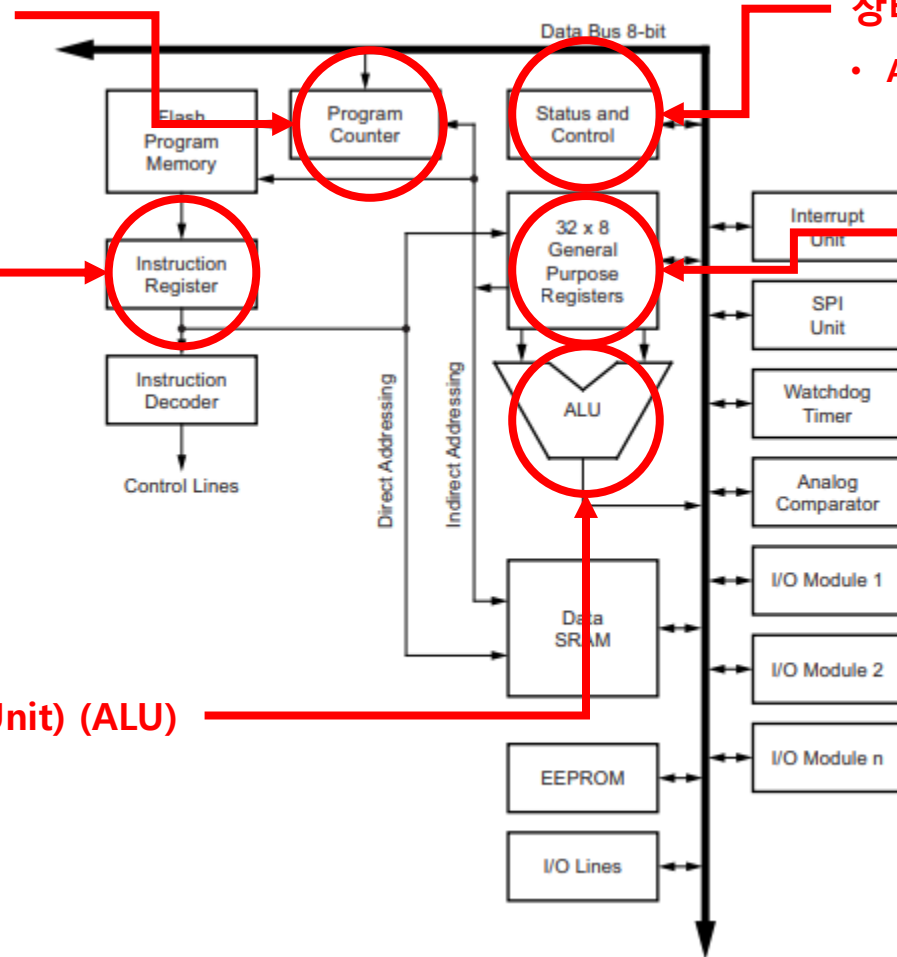 Data Bus 8-bit
Flash
Program
Memory
Program
Counter
Status and
Control
• A
32 x 8
General
Purpose
Registers
Interrupt
Unit
Instruction
Register
SPI
Unit
Instruction
Decoder
ALU
Watchdog
Timer
Control Lines
Direct Addressing
Indirect Addressing
Analog
Comparator
I/O Module 1
Data
SRAM
I/O Module 2
Unit) (ALU)
I/O Module n
EEPROM
I/O Lines